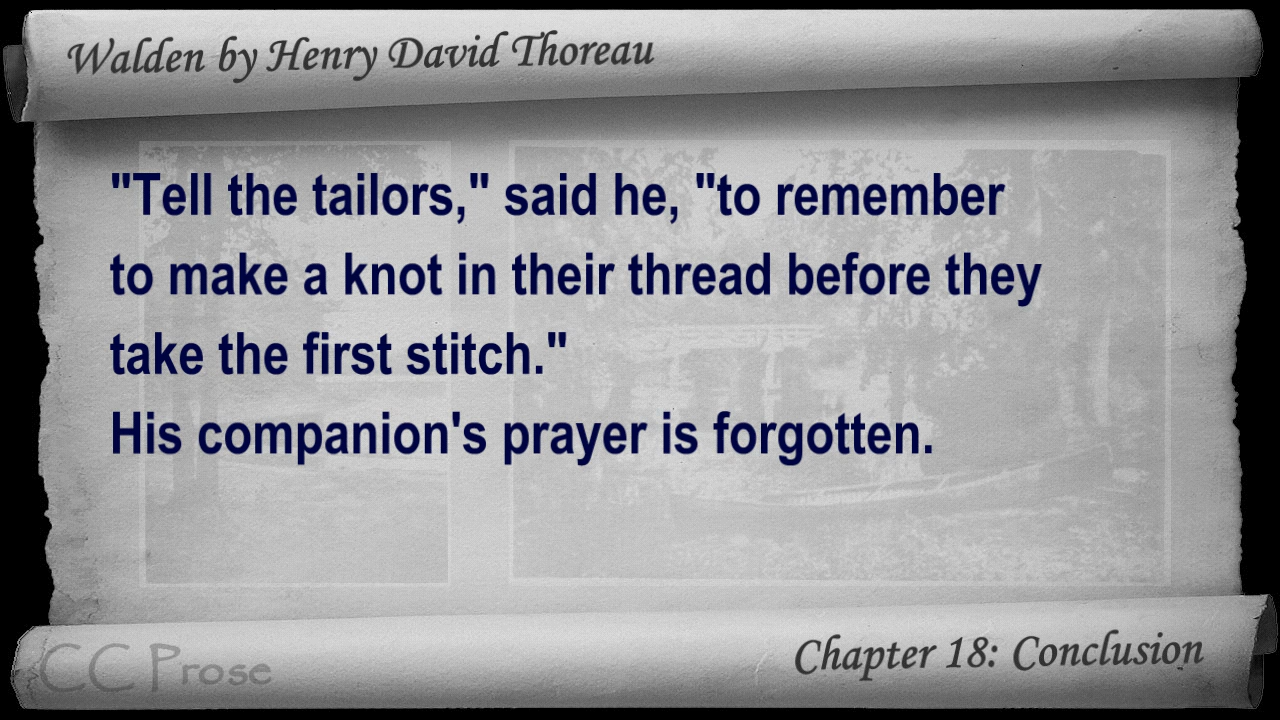 Walden by Henry David Thoreau
"Tell the tailors," said he, "to remember
to make a knot in their thread before they
take the first stitch."
His companion's prayer is forgotten.
CC Prose
Chapter 18: Conclusion